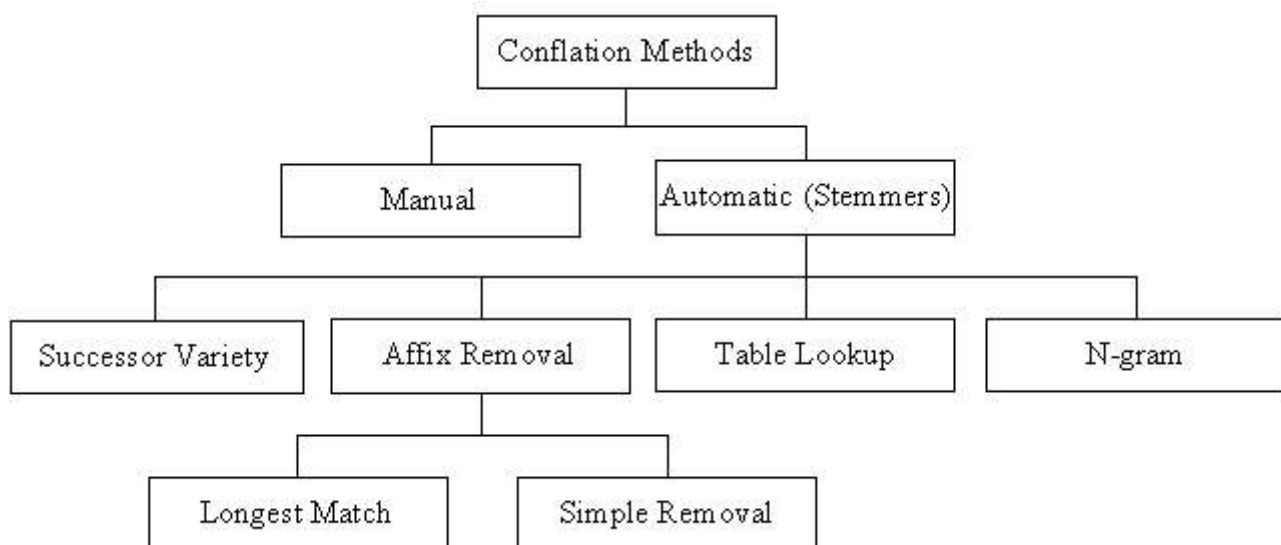 Conflation Methods
Manual
Automatic (Stemmers)
Successor Variety
Affix Removal
Table Lookup
N-gram
Longest Match
Simple Removal